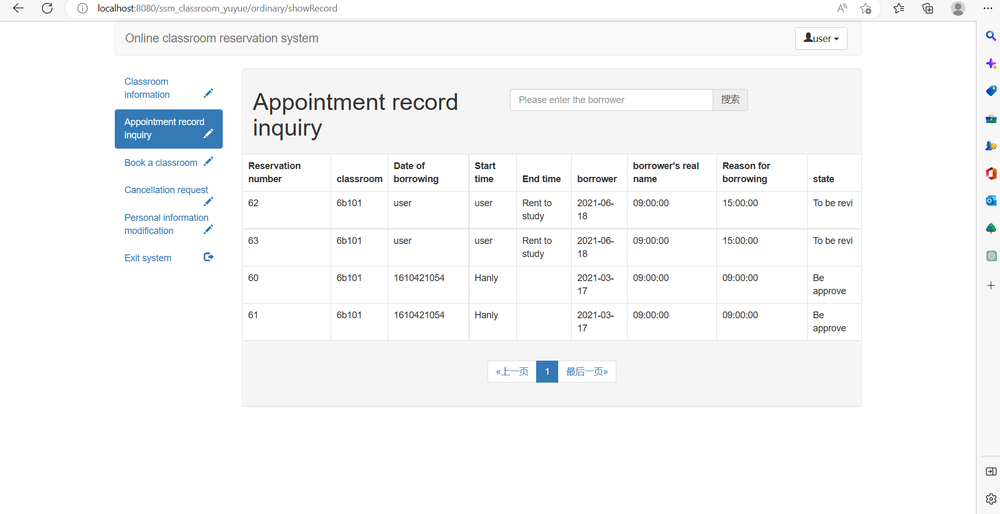 localhost:8080/ssm_classroom_yuyue/ordinary/showRecord
Online classroom reservation system
user
Classroom
information
Appointment record
inquiry
Book a classroom
Cancellation request
Personal information
modification
Exit system
Appointment record
inquiry
Please enter the borrower
搜索
Reservation number classroom Date of borrowing Start time End time borrower borrower's real name Reason for borrowing state
62 6b101 user user Rent to study 2021-06-18 09:00:00 15:00:00 To be revi
63 6b101 user user Rent to study 2021-06-18 09:00:00 15:00:00 To be revi
60 6b101 1610421054 Hanly 2021-03-17 09:00:00 09:00:00 Be approve
61 6b101 1610421054 Hanly 2021-03-17 09:00:00 09:00:00 Be approve
«上一页 1 最后一页»